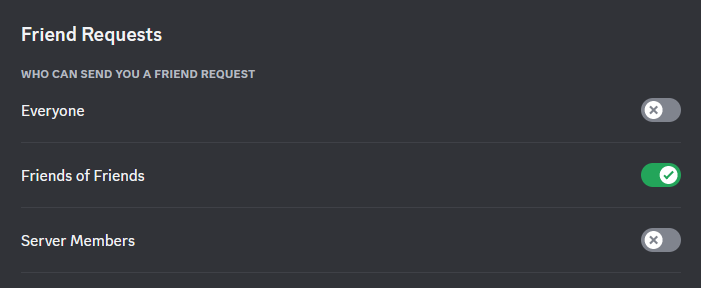 Friend Requests
WHO CAN SEND YOU A FRIEND REQUEST
Everyone
Friends of Friends
Server Members